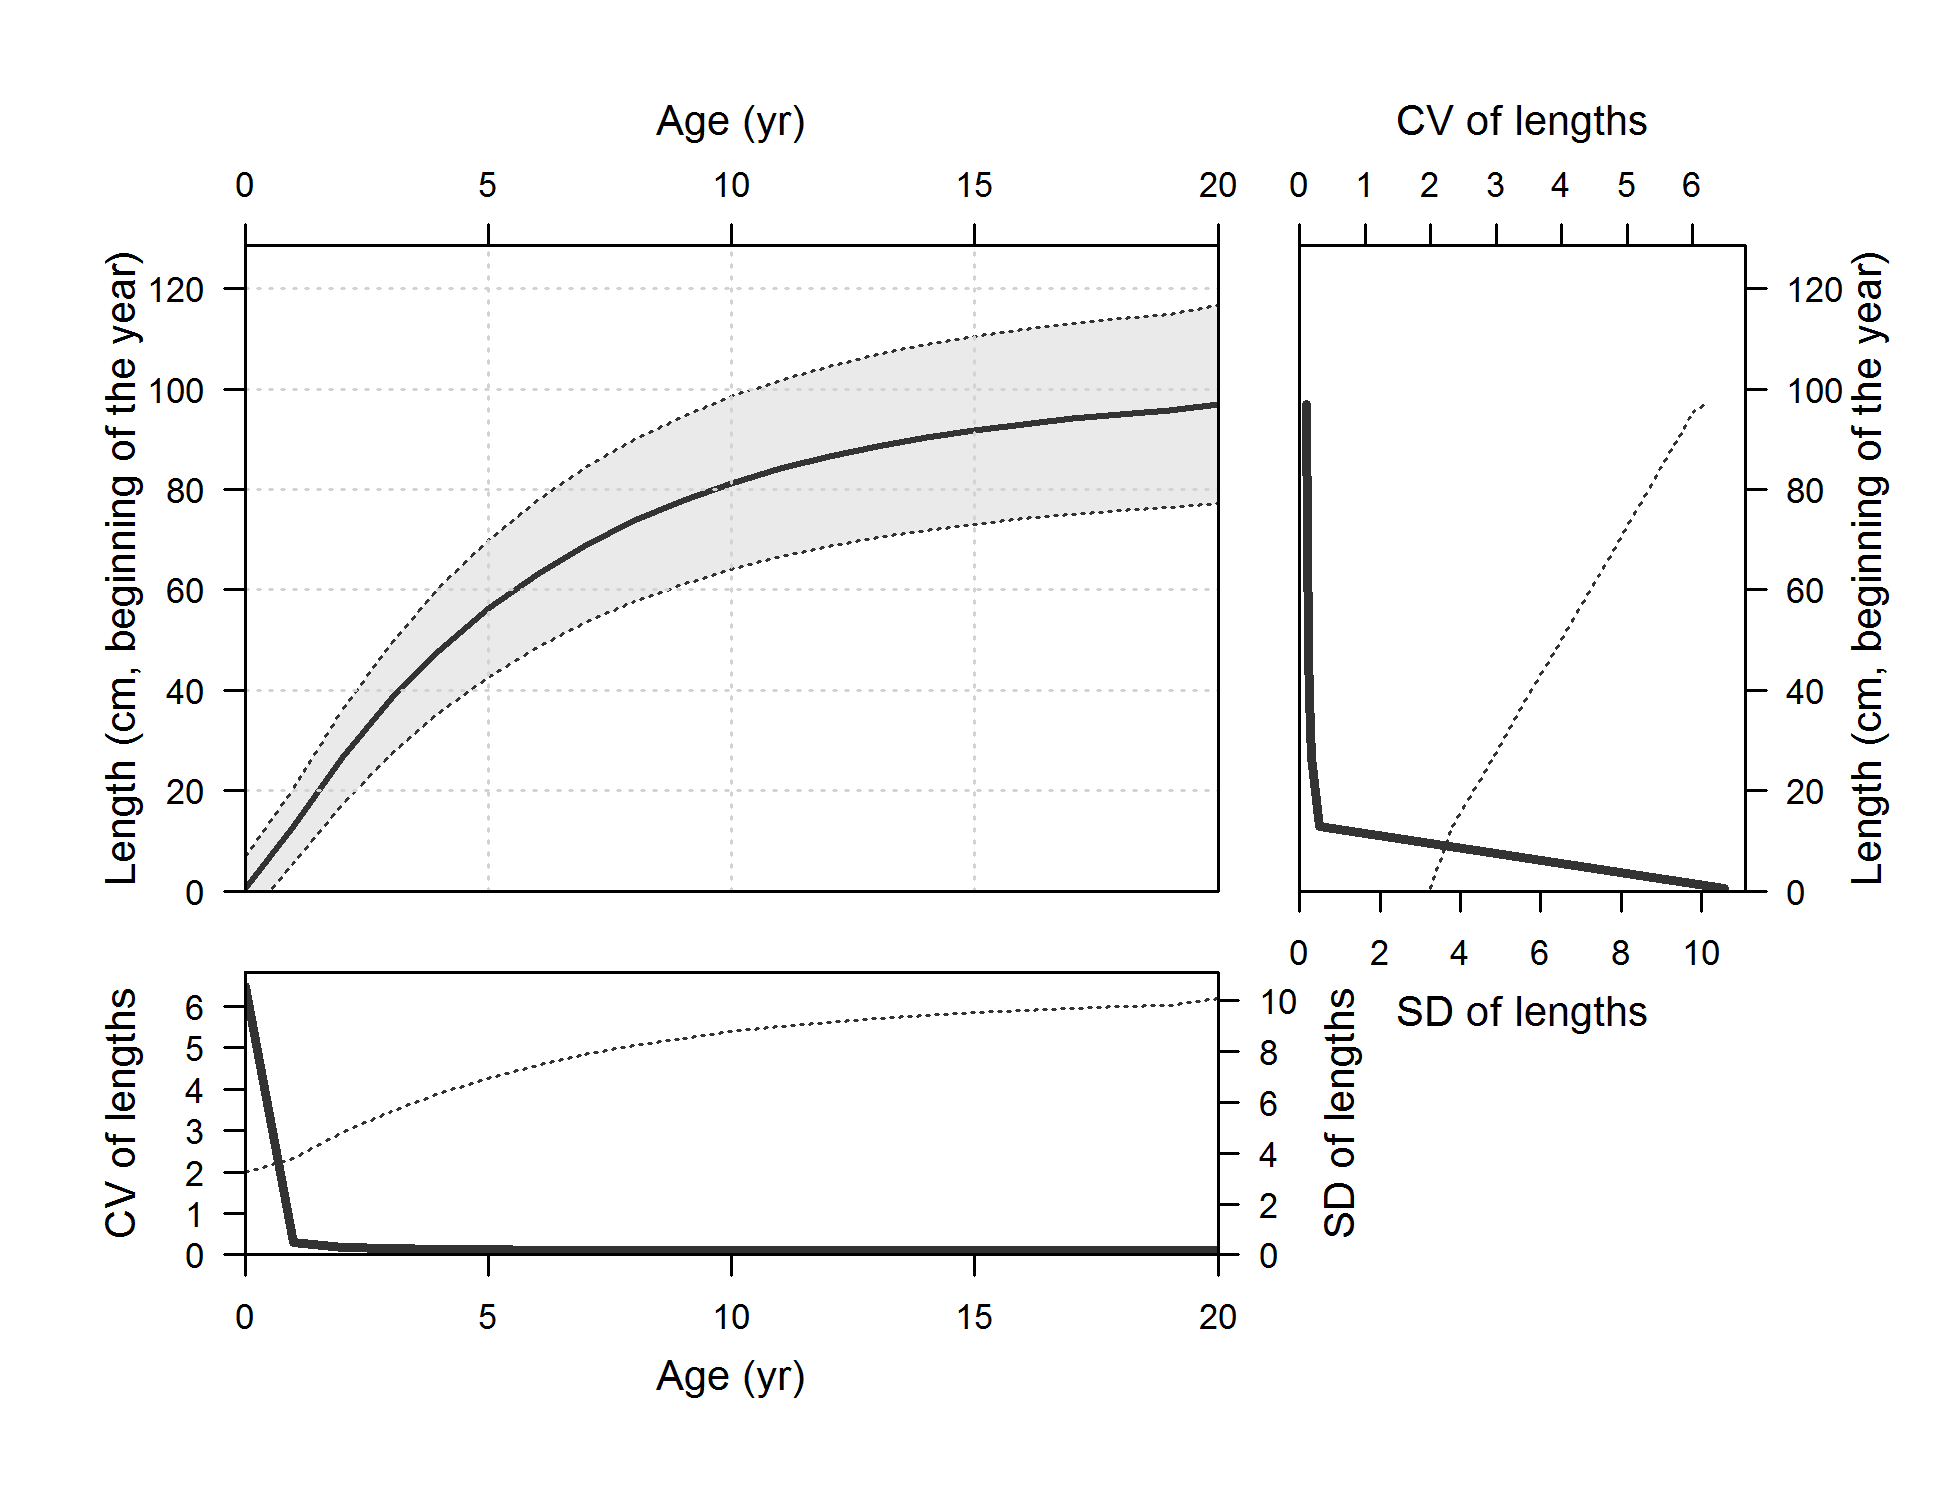 Age (yr)
CV of lengths
0 5 10 15 20
0 1 2 3 4 5 6
Length (cm, beginning of the year)
120
100
80
60
40
20
0
120
100
80
60
40
20
0
Length (cm, beginning of the year)
0 2 4 6 8 10
SD of lengths
CV of lengths
6
5
4
3
2
1
0
10
8
6
4
2
0
SD of lengths
0 5 10 15 20
Age (yr)